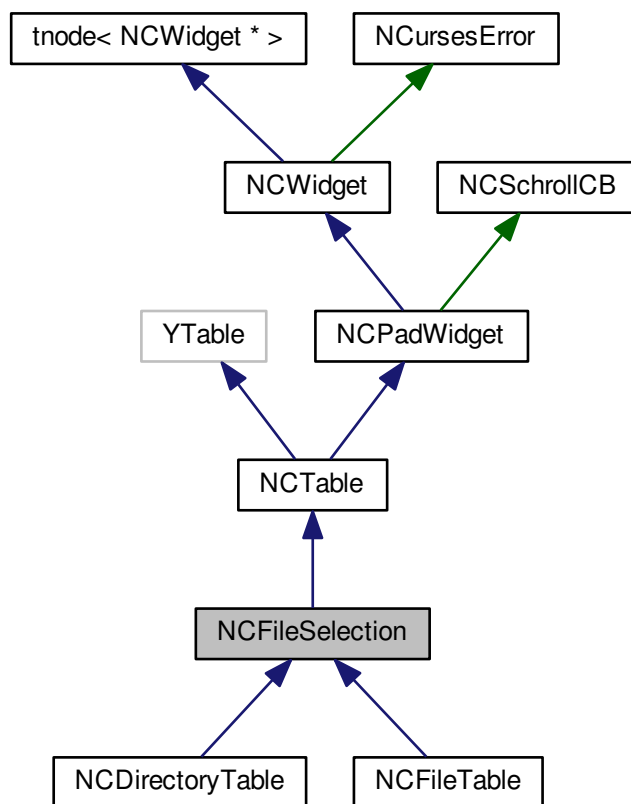 tnode< NCWidget * >
NCursesError
NCWidget
NCSchrollCB
YTable
NCPadWidget
NCTable
NCFileSelection
NCDirectoryTable
NCFileTable